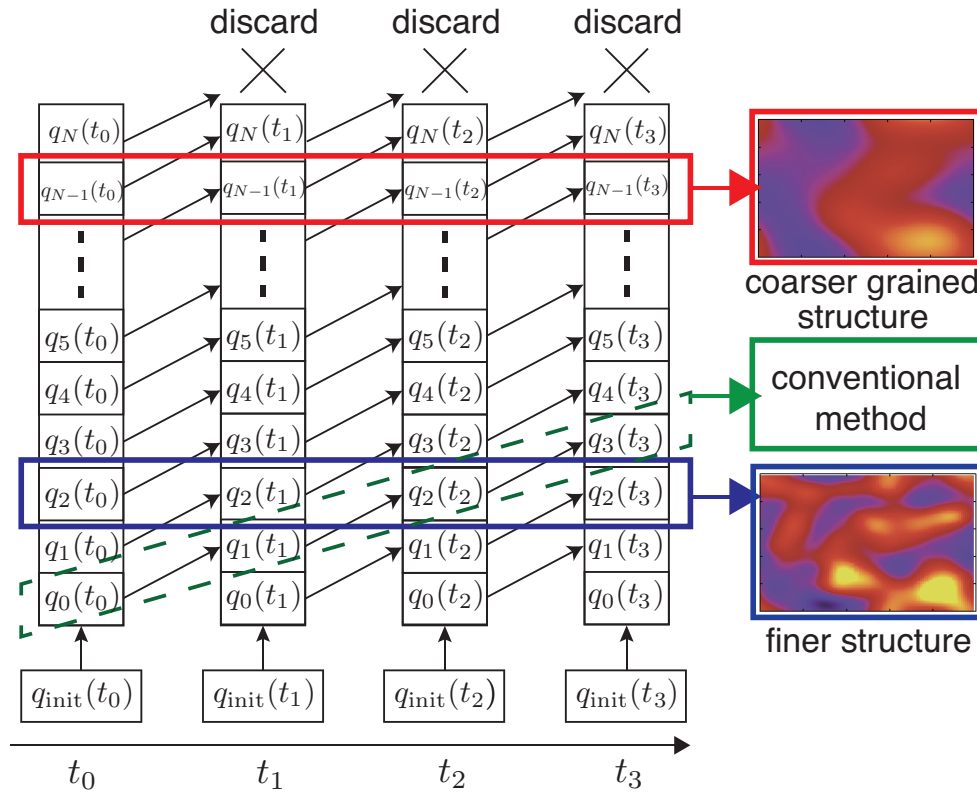 discard discard discard
q_N(t_0) q_N(t_1) q_N(t_2) q_N(t_3)
q_{N−1}(t_0) q_{N−1}(t_1) q_{N−1}(t_2) q_{N−1}(t_3)
coarser grained
structure
q_5(t_0) q_5(t_1) q_5(t_2) q_5(t_3)
q_4(t_0) q_4(t_1) q_4(t_2) q_4(t_3)
conventional
method
q_3(t_0) q_3(t_1) q_3(t_2) q_3(t_3)
q_2(t_0) q_2(t_1) q_2(t_2) q_2(t_3)
q_1(t_0) q_1(t_1) q_1(t_2) q_1(t_3)
q_0(t_0) q_0(t_1) q_0(t_2) q_0(t_3)
finer structure
q_init(t_0) q_init(t_1) q_init(t_2) q_init(t_3)
t_0 t_1 t_2 t_3